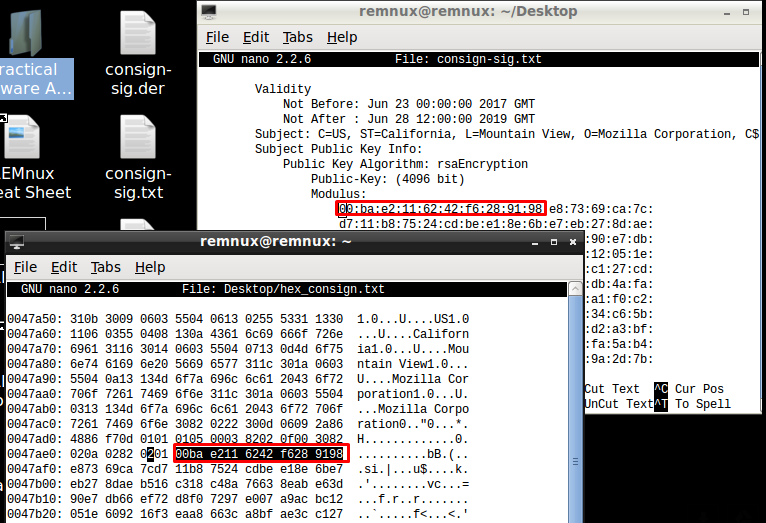 remnux@remnux: ~/Desktop
File Edit Tabs Help
GNU nano 2.2.6 File: consign-sig.txt
Validity
Not Before: Jun 23 00:00:00 2017 GMT
Not After : Jun 28 12:00:00 2019 GMT
Subject: C=US, ST=California, L=Mountain View, O=Mozilla Corporation, C$
Subject Public Key Info:
Public Key Algorithm: rsaEncryption
Public-Key: (4096 bit)
Modulus:
00:ba:e2:11:62:42:f6:28:91:98:e8:73:69:ca:7c:
d7:11:b8:75:24:cd:be:e1:8e:6b:e7:eb:27:8d:ae:
:90:e7:db:
:12:05:1e:
:c1:27:cd:
:db:4a:fa:
:a1:f0:c2:
:34:c6:5b:
:d2:a3:bf:
:fa:5a:b4:
:9a:2d:7b:
Cut Text ^C Cur Pos
UnCut Text ^T To Spell
ractical
ware A...
consign-
sig.der
EMnux
eat Sheet
consign-
sig.txt
remnux@remnux: ~
File Edit Tabs Help
GNU nano 2.2.6 File: Desktop/hex_consign.txt
0047a50: 310b 3009 0603 5504 0613 0255 5331 1330 1.0...U....US1.0
0047a60: 1106 0355 0408 130a 4361 6c69 666f 726e ...U....Californ
0047a70: 6961 3116 3014 0603 5504 0713 0d4d 6f75 ia1.0...U....Mou
0047a80: 6e74 6169 6e20 5669 6577 311c 301a 0603 ntain View1.0...
0047a90: 5504 0a13 134d 6f7a 696c 6c61 2043 6f72 U....Mozilla Cor
0047aa0: 706f 7261 7469 6f6e 311c 301a 0603 5504 poration1.0...U.
0047ab0: 0313 134d 6f7a 696c 6c61 2043 6f72 706f ...Mozilla Corpo
0047ac0: 7261 7469 6f6e 3082 0222 300d 0609 2a86 ration0.."0...*.
0047ad0: 4886 f70d 0101 0105 0003 8202 0f00 3082 H.............0.
0047ae0: 020a 0282 0201 00ba e211 6242 f628 9198 ..........bB.(..
0047af0: e873 69ca 7cd7 11b8 7524 cdbe e18e 6be7 .si.|...u$....k.
0047b00: eb27 8dae b516 c318 c48a 7663 8eab e63d .'........vc...=
0047b10: 90e7 db66 ef72 d8f0 7297 e007 a9ac bc12 ...f.r..r.......
0047b20: 051e 6092 16f3 eaa8 663c a8bf ae3c c127 ..`.....f<...<.'